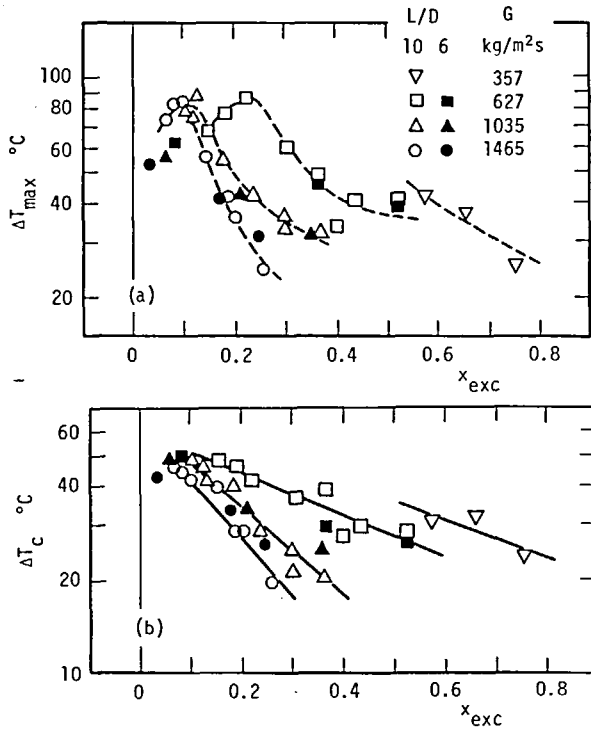 L/D G
10 6 kg/m²s
▽ 357
□ ■ 627
△ ▲ 1035
○ ● 1465
100
80
60
40
20
ΔTmax °C
(a)
0 0.2 0.4 0.6 0.8
xexc
60
40
20
10
ΔTc °C
(b)
0 0.2 0.3 0.4 0.6 0.8
xexc